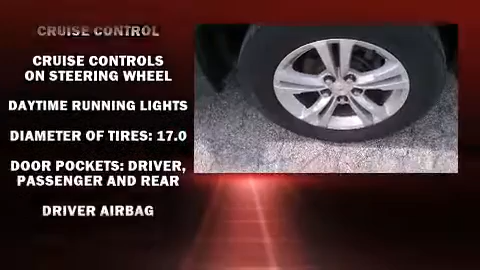 CRUISE CONTROL
CRUISE CONTROLS
ON STEERING WHEEL
DAYTIME RUNNING LIGHTS
DIAMETER OF TIRES: 17.0
DOOR POCKETS: DRIVER,
PASSENGER AND REAR
DRIVER AIRBAG